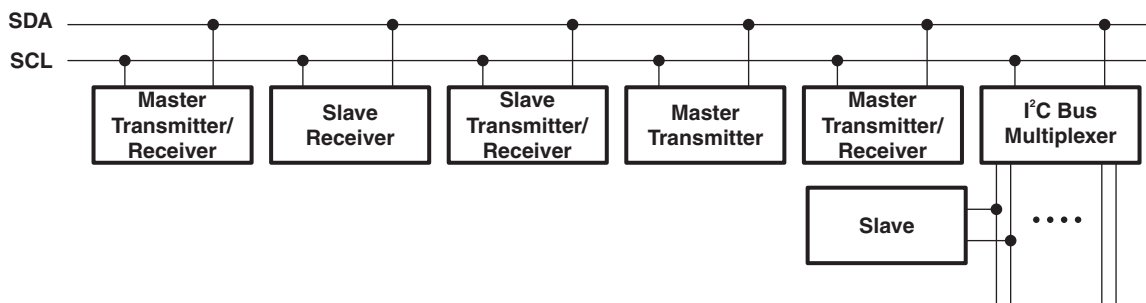 SDA
SCL
Master
Transmitter/
Receiver
Slave
Receiver
Slave
Transmitter/
Receiver
Master
Transmitter
Master
Transmitter/
Receiver
I²C Bus
Multiplexer
Slave